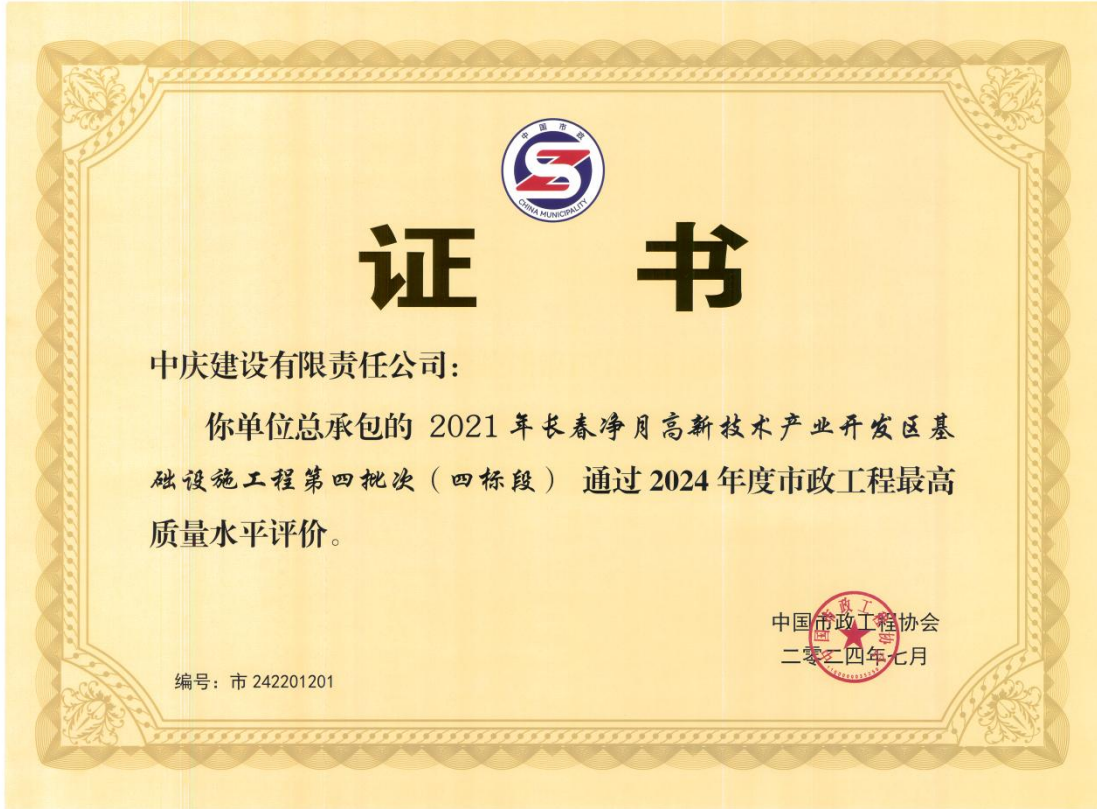 中国市政
CHINA MUNICIPALITY
证 书
中庆建设有限责任公司：
你单位总承包的 2021年长春净月高新技术产业开发区基
础设施工程第四批次（四标段） 通过 2024 年度市政工程最高
质量水平评价。
中国市政工程协会
二零二四年七月
编号：市 242201201